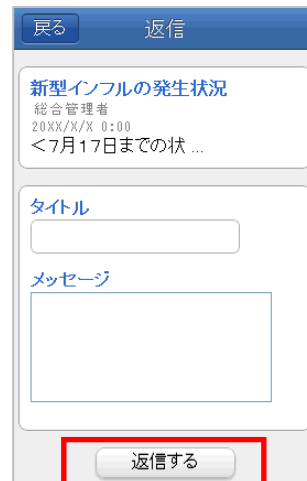 戻る 返信
新型インフルの発生状況
総合管理者
20XX/X/X 0:00
＜7月17日までの状 ...
タイトル
メッセージ
返信する